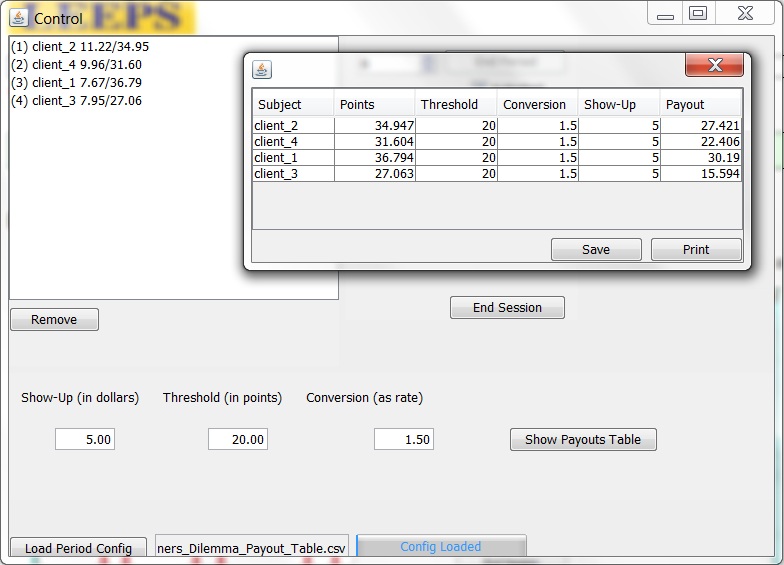 LEEPS
Control
(1) client_2 11.22/34.95
(2) client_4 9.96/31.60
(3) client_1 7.67/36.79
(4) client_3 7.95/27.06
Subject Points Threshold Conversion Show-Up Payout
client_2 34.947 20 1.5 5 27.421
client_4 31.604 20 1.5 5 22.406
client_1 36.794 20 1.5 5 30.19
client_3 27.063 20 1.5 5 15.594
Save Print
End Session
Remove
Show-Up (in dollars) Threshold (in points) Conversion (as rate)
5.00 20.00 1.50 Show Payouts Table
Load Period Config ners_Dilemma_Payout_Table.csv Config Loaded